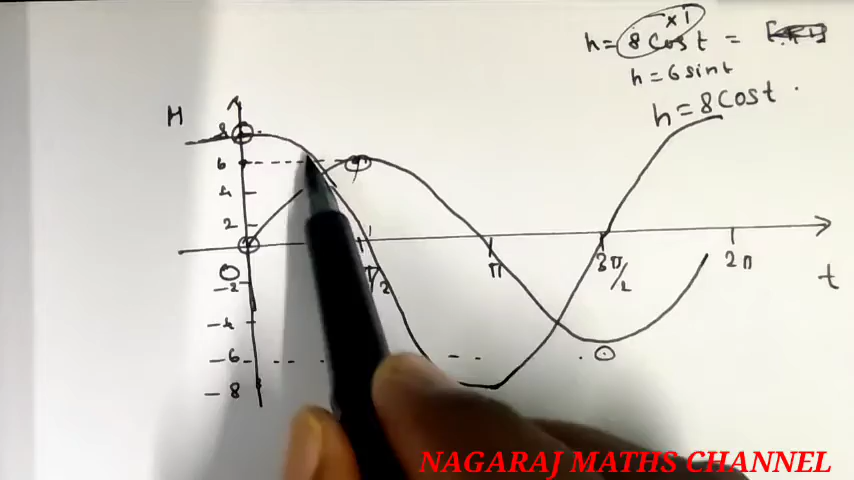 ×1
h = 8 cos t =
h = 6 sin t
h = 8 Cos t .
H
8
6
4
2
O
-2
-4
-6
-8
π/2
π
3π/2
2π
t
NAGARAJ MATHS CHANNEL